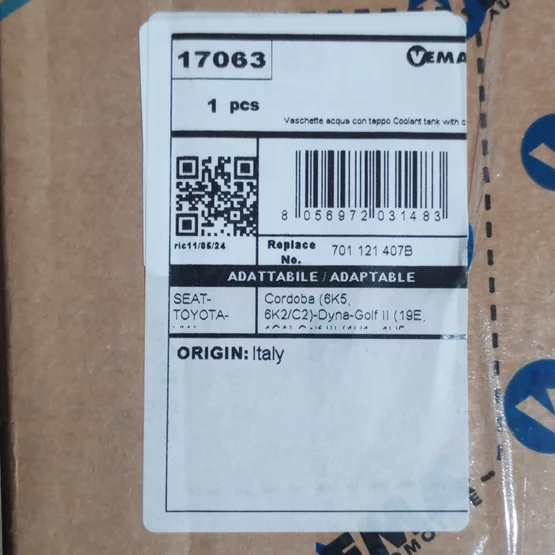 17063
VEMA
1 pcs
Vaschette acqua con tappo Coolant tank with c
8 056972 031483
ric11/06/24
Replace
No.
701 121 407B
ADATTABILE / ADAPTABLE
SEAT-
TOYOTA-
Cordoba (6K5,
6K2/C2)-Dyna-Golf II (19E,
ORIGIN: Italy